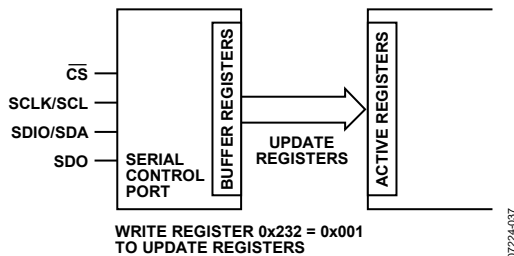 CS
SCLK/SCL
SDIO/SDA
SDO
SERIAL
CONTROL
PORT
BUFFER REGISTERS
UPDATE
REGISTERS
ACTIVE REGISTERS
WRITE REGISTER 0x232 = 0x001
TO UPDATE REGISTERS
07224-037